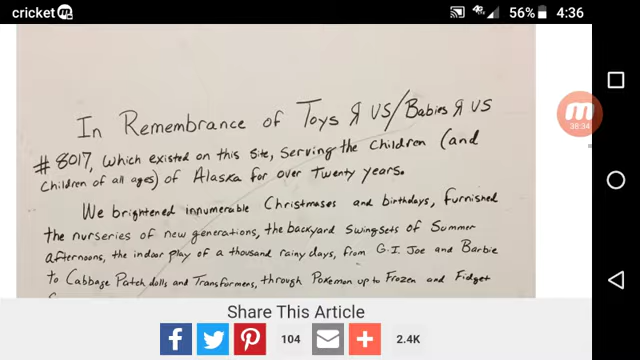 cricket
4G
56%
4:36
In Remembrance of Toys Я US/Babies Я US
#8017, which existed on this site, serving the children (and
children of all ages) of Alaska for over twenty years.
We brightened innumerable Christmases and birthdays, furnished
the nurseries of new generations, the backyard swingsets of summer
afternoons, the indoor play of a thousand rainy days, from G.I. Joe and Barbie
to Cabbage Patch dolls and Transformers, through Pokemon up to Frozen and Fidget
38:34
Share This Article
104
2.4K